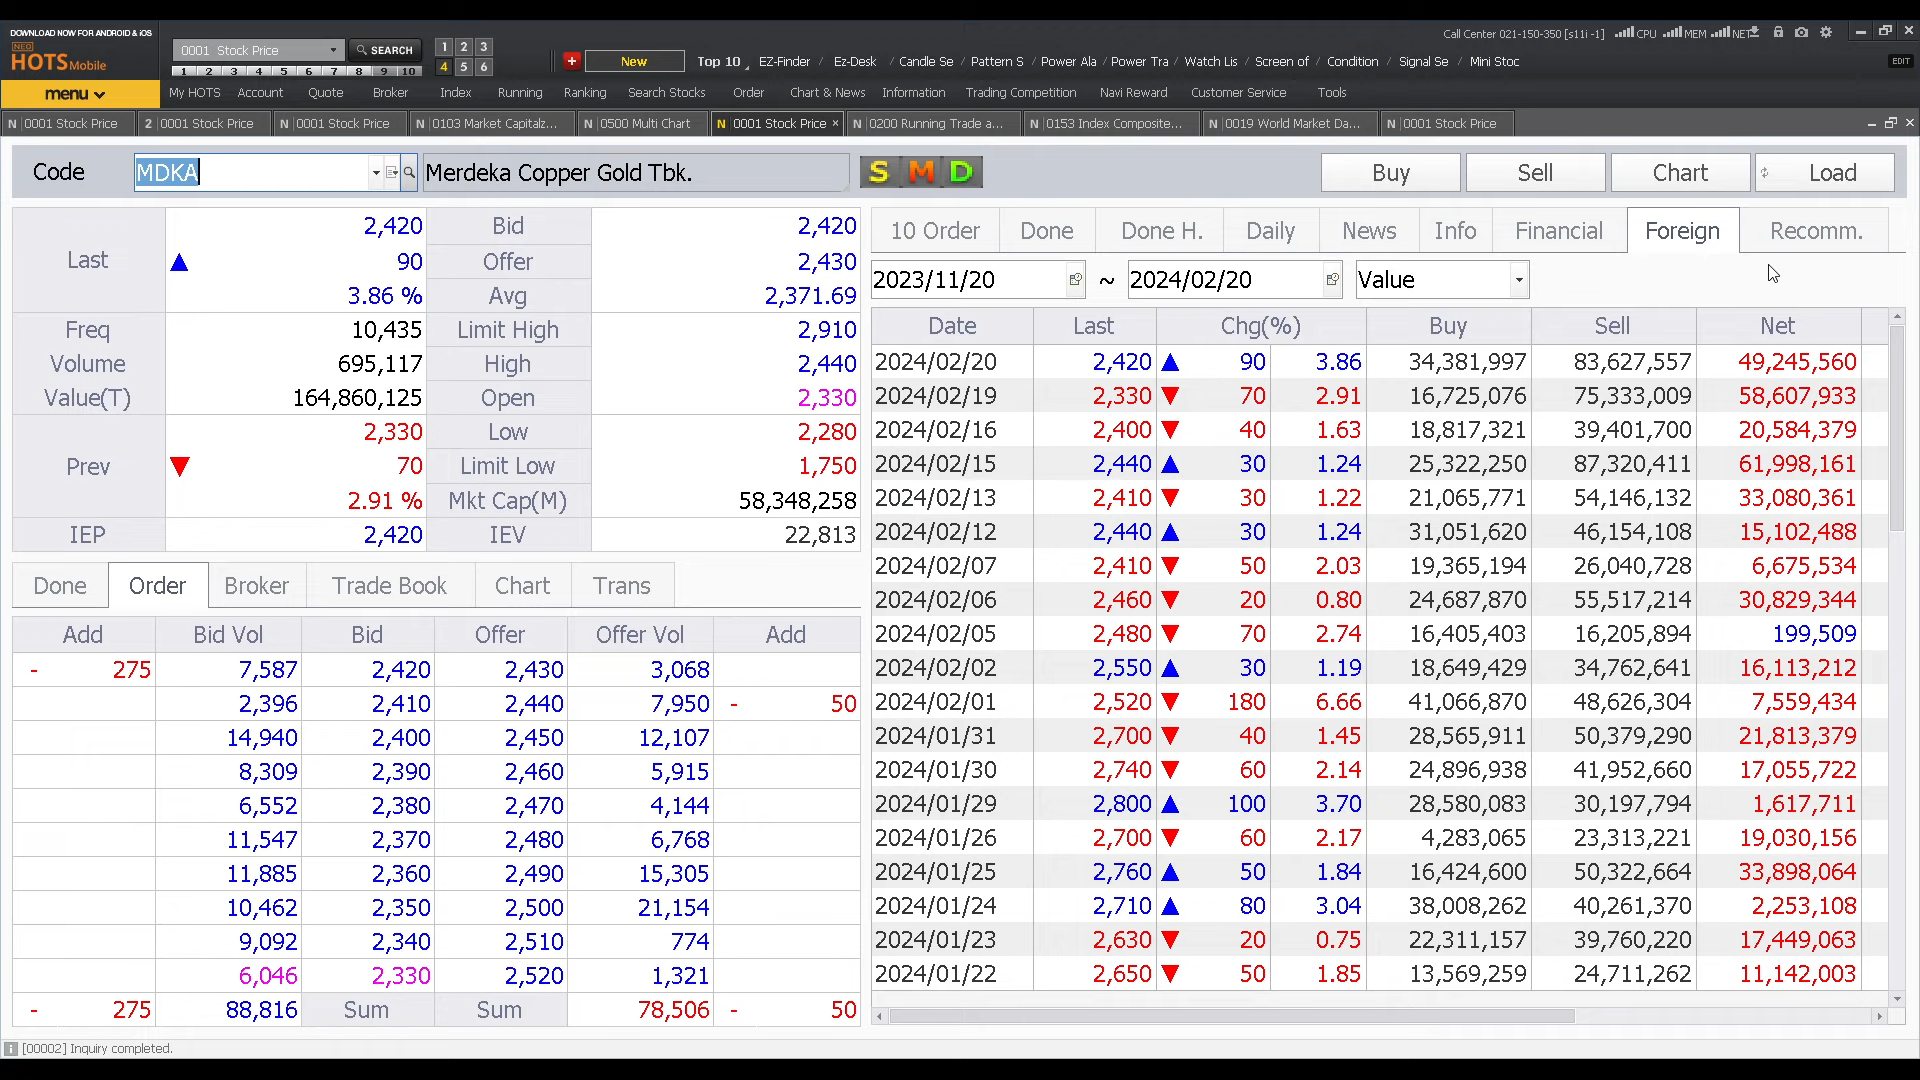 DOWNLOAD NOW FOR ANDROID & iOS
NEO
HOTS Mobile
0001 Stock Price SEARCH
1 2 3 4 5 6 7 8 9 10
1 2 3
4 5 6
New Top 10 EZ-Finder / Ez-Desk / Candle Se / Pattern S / Power Ala / Power Tra / Watch Lis / Screen of / Condition / Signal Se / Mini Stoc
Call Center 021-150-350 [s11i -1] CPU MEM NET
EDIT
menu My HOTS Account Quote Broker Index Running Ranking Search Stocks Order Chart & News Information Trading Competition Navi Reward Customer Service Tools
N 0001 Stock Price 2 0001 Stock Price N 0001 Stock Price N 0103 Market Capitalz... N 0500 Multi Chart N 0001 Stock Price × N 0200 Running Trade a... N 0153 Index Composite... N 0019 World Market Da... N 0001 Stock Price
Code MDKA Merdeka Copper Gold Tbk. S M D Buy Sell Chart Load
Last 2,420 Bid 2,420
▲ 90 Offer 2,430
3.86 % Avg 2,371.69
Freq 10,435 Limit High 2,910
Volume 695,117 High 2,440
Value(T) 164,860,125 Open 2,330
Prev 2,330 Low 2,280
▼ 70 Limit Low 1,750
2.91 % Mkt Cap(M) 58,348,258
IEP 2,420 IEV 22,813
Done Order Broker Trade Book Chart Trans
Add Bid Vol Bid Offer Offer Vol Add
- 275 7,587 2,420 2,430 3,068
2,396 2,410 2,440 7,950 - 50
14,940 2,400 2,450 12,107
8,309 2,390 2,460 5,915
6,552 2,380 2,470 4,144
11,547 2,370 2,480 6,768
11,885 2,360 2,490 15,305
10,462 2,350 2,500 21,154
9,092 2,340 2,510 774
6,046 2,330 2,520 1,321
- 275 88,816 Sum Sum 78,506 - 50
10 Order Done Done H. Daily News Info Financial Foreign Recomm.
2023/11/20 ~ 2024/02/20 Value
Date Last Chg(%) Buy Sell Net
2024/02/20 2,420 ▲ 90 3.86 34,381,997 83,627,557 49,245,560
2024/02/19 2,330 ▼ 70 2.91 16,725,076 75,333,009 58,607,933
2024/02/16 2,400 ▼ 40 1.63 18,817,321 39,401,700 20,584,379
2024/02/15 2,440 ▲ 30 1.24 25,322,250 87,320,411 61,998,161
2024/02/13 2,410 ▼ 30 1.22 21,065,771 54,146,132 33,080,361
2024/02/12 2,440 ▲ 30 1.24 31,051,620 46,154,108 15,102,488
2024/02/07 2,410 ▼ 50 2.03 19,365,194 26,040,728 6,675,534
2024/02/06 2,460 ▼ 20 0.80 24,687,870 55,517,214 30,829,344
2024/02/05 2,480 ▼ 70 2.74 16,405,403 16,205,894 199,509
2024/02/02 2,550 ▲ 30 1.19 18,649,429 34,762,641 16,113,212
2024/02/01 2,520 ▼ 180 6.66 41,066,870 48,626,304 7,559,434
2024/01/31 2,700 ▼ 40 1.45 28,565,911 50,379,290 21,813,379
2024/01/30 2,740 ▼ 60 2.14 24,896,938 41,952,660 17,055,722
2024/01/29 2,800 ▲ 100 3.70 28,580,083 30,197,794 1,617,711
2024/01/26 2,700 ▼ 60 2.17 4,283,065 23,313,221 19,030,156
2024/01/25 2,760 ▲ 50 1.84 16,424,600 50,322,664 33,898,064
2024/01/24 2,710 ▲ 80 3.04 38,008,262 40,261,370 2,253,108
2024/01/23 2,630 ▼ 20 0.75 22,311,157 39,760,220 17,449,063
2024/01/22 2,650 ▼ 50 1.85 13,569,259 24,711,262 11,142,003
[00002] Inquiry completed.